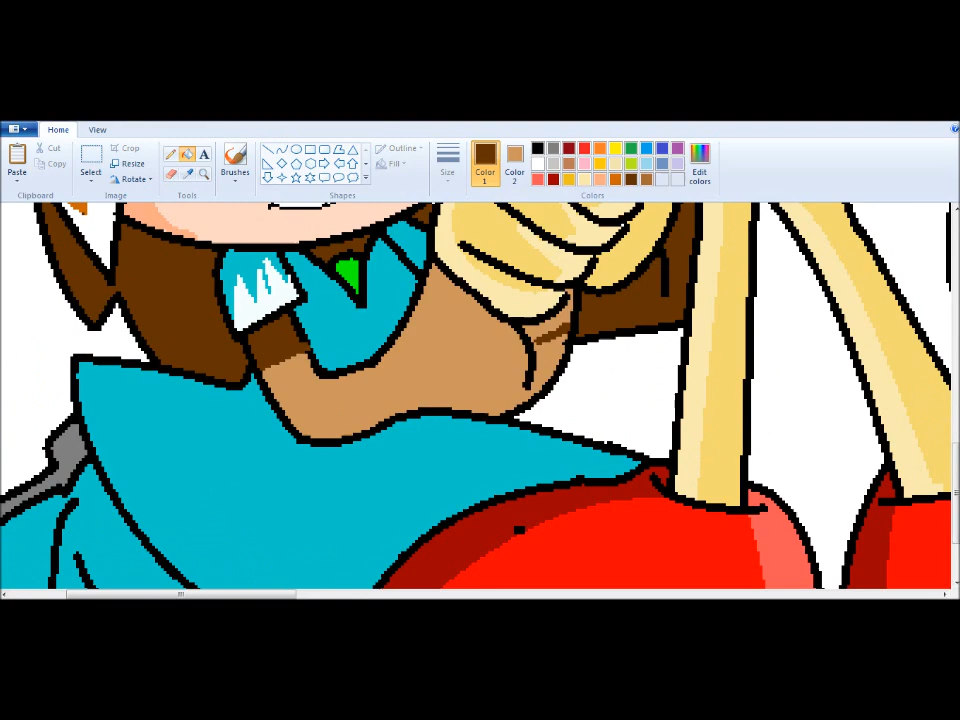 Home View
Paste
Cut
Copy
Clipboard
Select
Crop
Resize
Rotate
Image
A
Tools
Brushes
Outline
Fill
Shapes
Size
Color
1
Color
2
Edit
colors
Colors